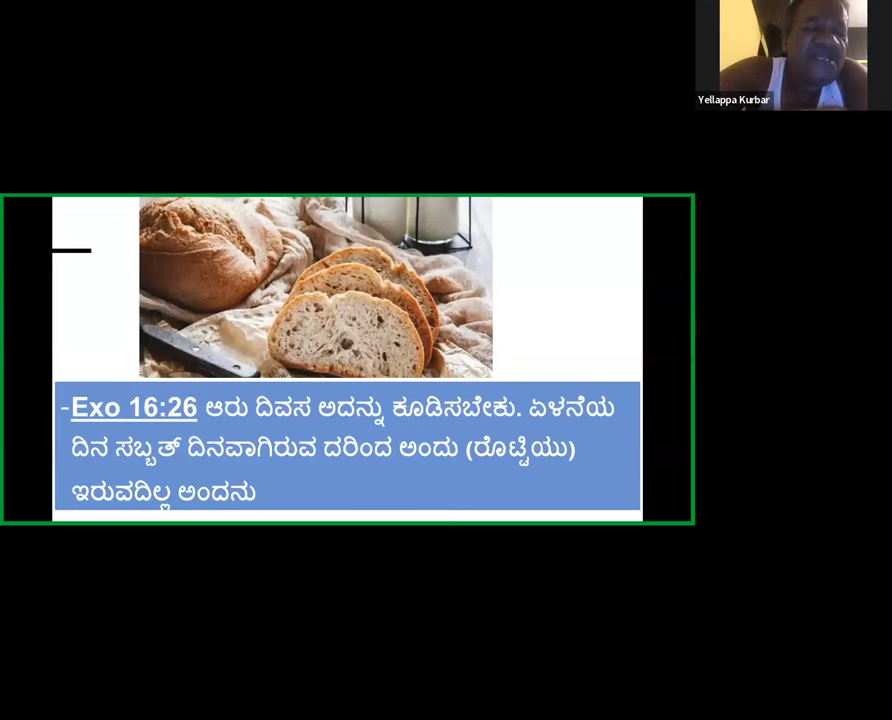 Yellappa Kurbar
-Exo 16:26 ಆರು ದಿವಸ ಅದನ್ನು ಕೂಡಿಸಬೇಕು. ಏಳನೆಯ
ದಿನ ಸಬ್ಬತ್ ದಿನವಾಗಿರುವ ದರಿಂದ ಅಂದು (ರೊಟ್ಟಿಯು)
ಇರುವದಿಲ್ಲ ಅಂದನು